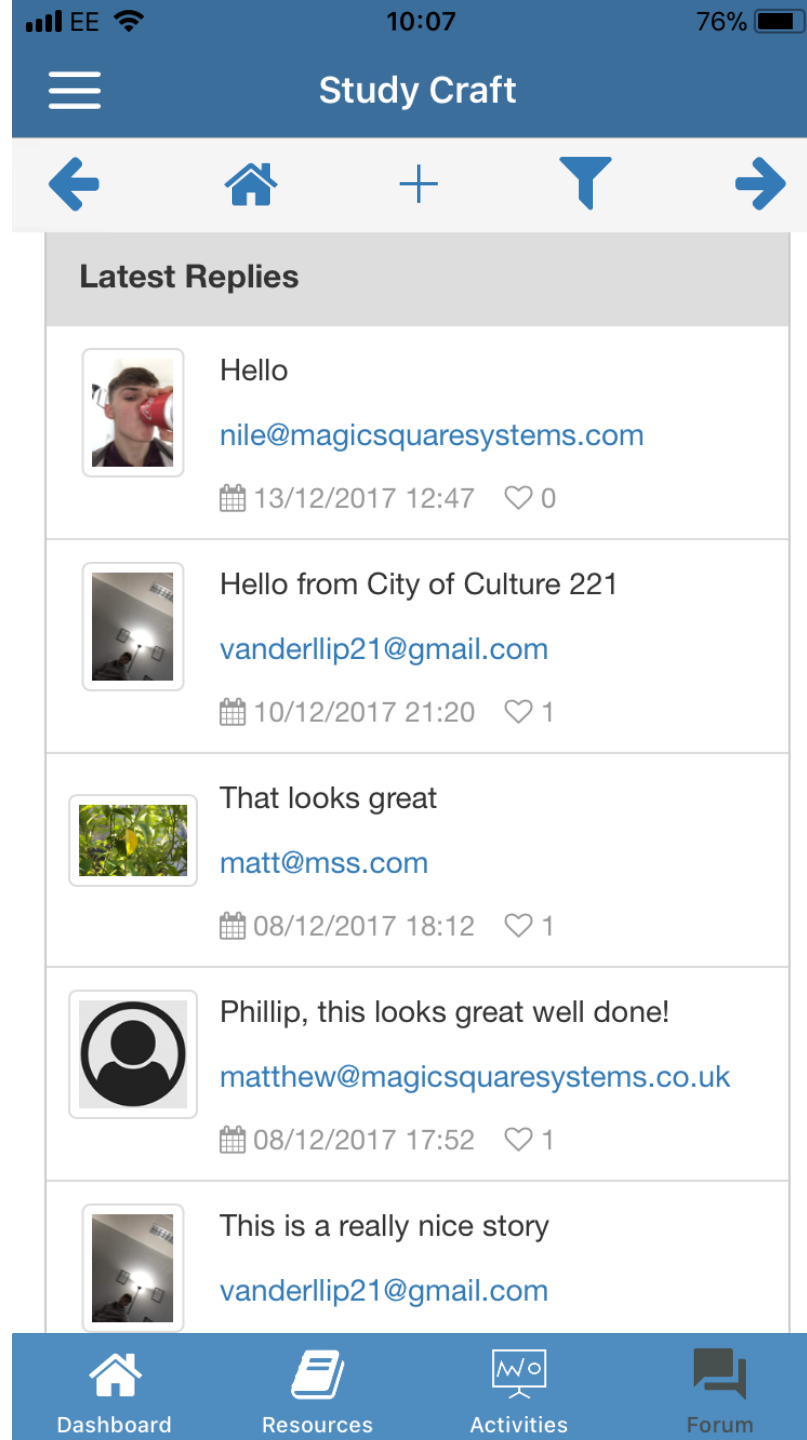 EE 10:07 76%
Study Craft
Latest Replies
Hello
nile@magicsquaresystems.com
13/12/2017 12:47 0
Hello from City of Culture 221
vanderllip21@gmail.com
10/12/2017 21:20 1
That looks great
matt@mss.com
08/12/2017 18:12 1
Phillip, this looks great well done!
matthew@magicsquaresystems.co.uk
08/12/2017 17:52 1
This is a really nice story
vanderllip21@gmail.com
Dashboard Resources Activities Forum